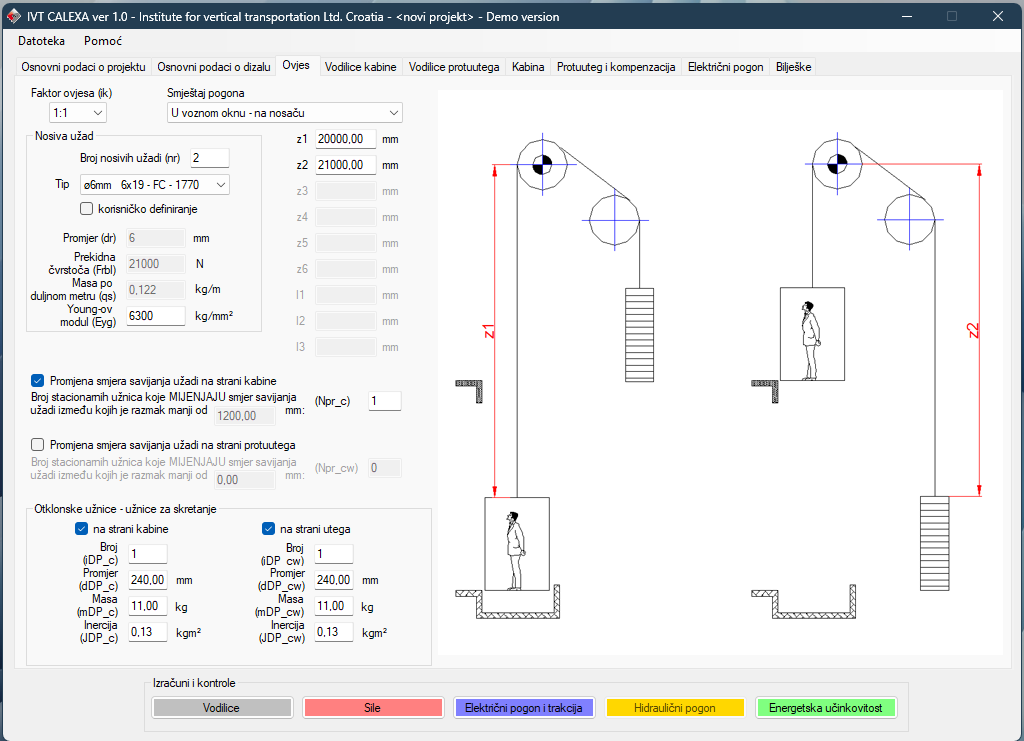 IVT CALEXA ver 1.0 - Institute for vertical transportation Ltd. Croatia - <novi projekt> - Demo version
Datoteka Pomoć
Osnovni podaci o projektu Osnovni podaci o dizalu Ovjes Vodilice kabine Vodilice protuutega Kabina Protuuteg i kompenzacija Električni pogon Bilješke
Faktor ovjesa (ik) Smještaj pogona
1:1 U voznom oknu - na nosaču
Nosiva užad
Broj nosivih užadi (nr) 2
Tip ø6mm 6x19 - FC - 1770
korisničko definiranje
Promjer (dr) 6 mm
Prekidna
čvrstoča (Frbl) 21000 N
Masa po
duljnom metru (qs) 0,122 kg/m
Young-ov
modul (Eyg) 6300 kg/mm²
z1 20000,00 mm
z2 21000,00 mm
z3 mm
z4 mm
z5 mm
z6 mm
l1 mm
l2 mm
l3 mm
Promjena smjera savijanja užadi na strani kabine
Broj stacionarnih užnica koje MIJENJAJU smjer savijanja
užadi između kojih je razmak manji od 1200,00 mm: (Npr_c) 1
Promjena smjera savijanja užadi na strani protuutega
Broj stacionarnih užnica koje MIJENJAJU smjer savijanja
užadi između kojih je razmak manji od 0,00 mm: (Npr_cw) 0
Otklonske užnice - užnice za skretanje
na strani kabine na strani utega
Broj
(iDP_c) 1
Promjer
(dDP_c) 240,00 mm
Masa
(mDP_c) 11,00 kg
Inercija
(JDP_c) 0,13 kgm²
Broj
(iDP_cw) 1
Promjer
(dDP_cw) 240,00 mm
Masa
(mDP_cw) 11,00 kg
Inercija
(JDP_cw) 0,13 kgm²
z1
z2
Izračuni i kontrole
Vodilice Sile Električni pogon i trakcija Hidraulični pogon Energetska učinkovitost